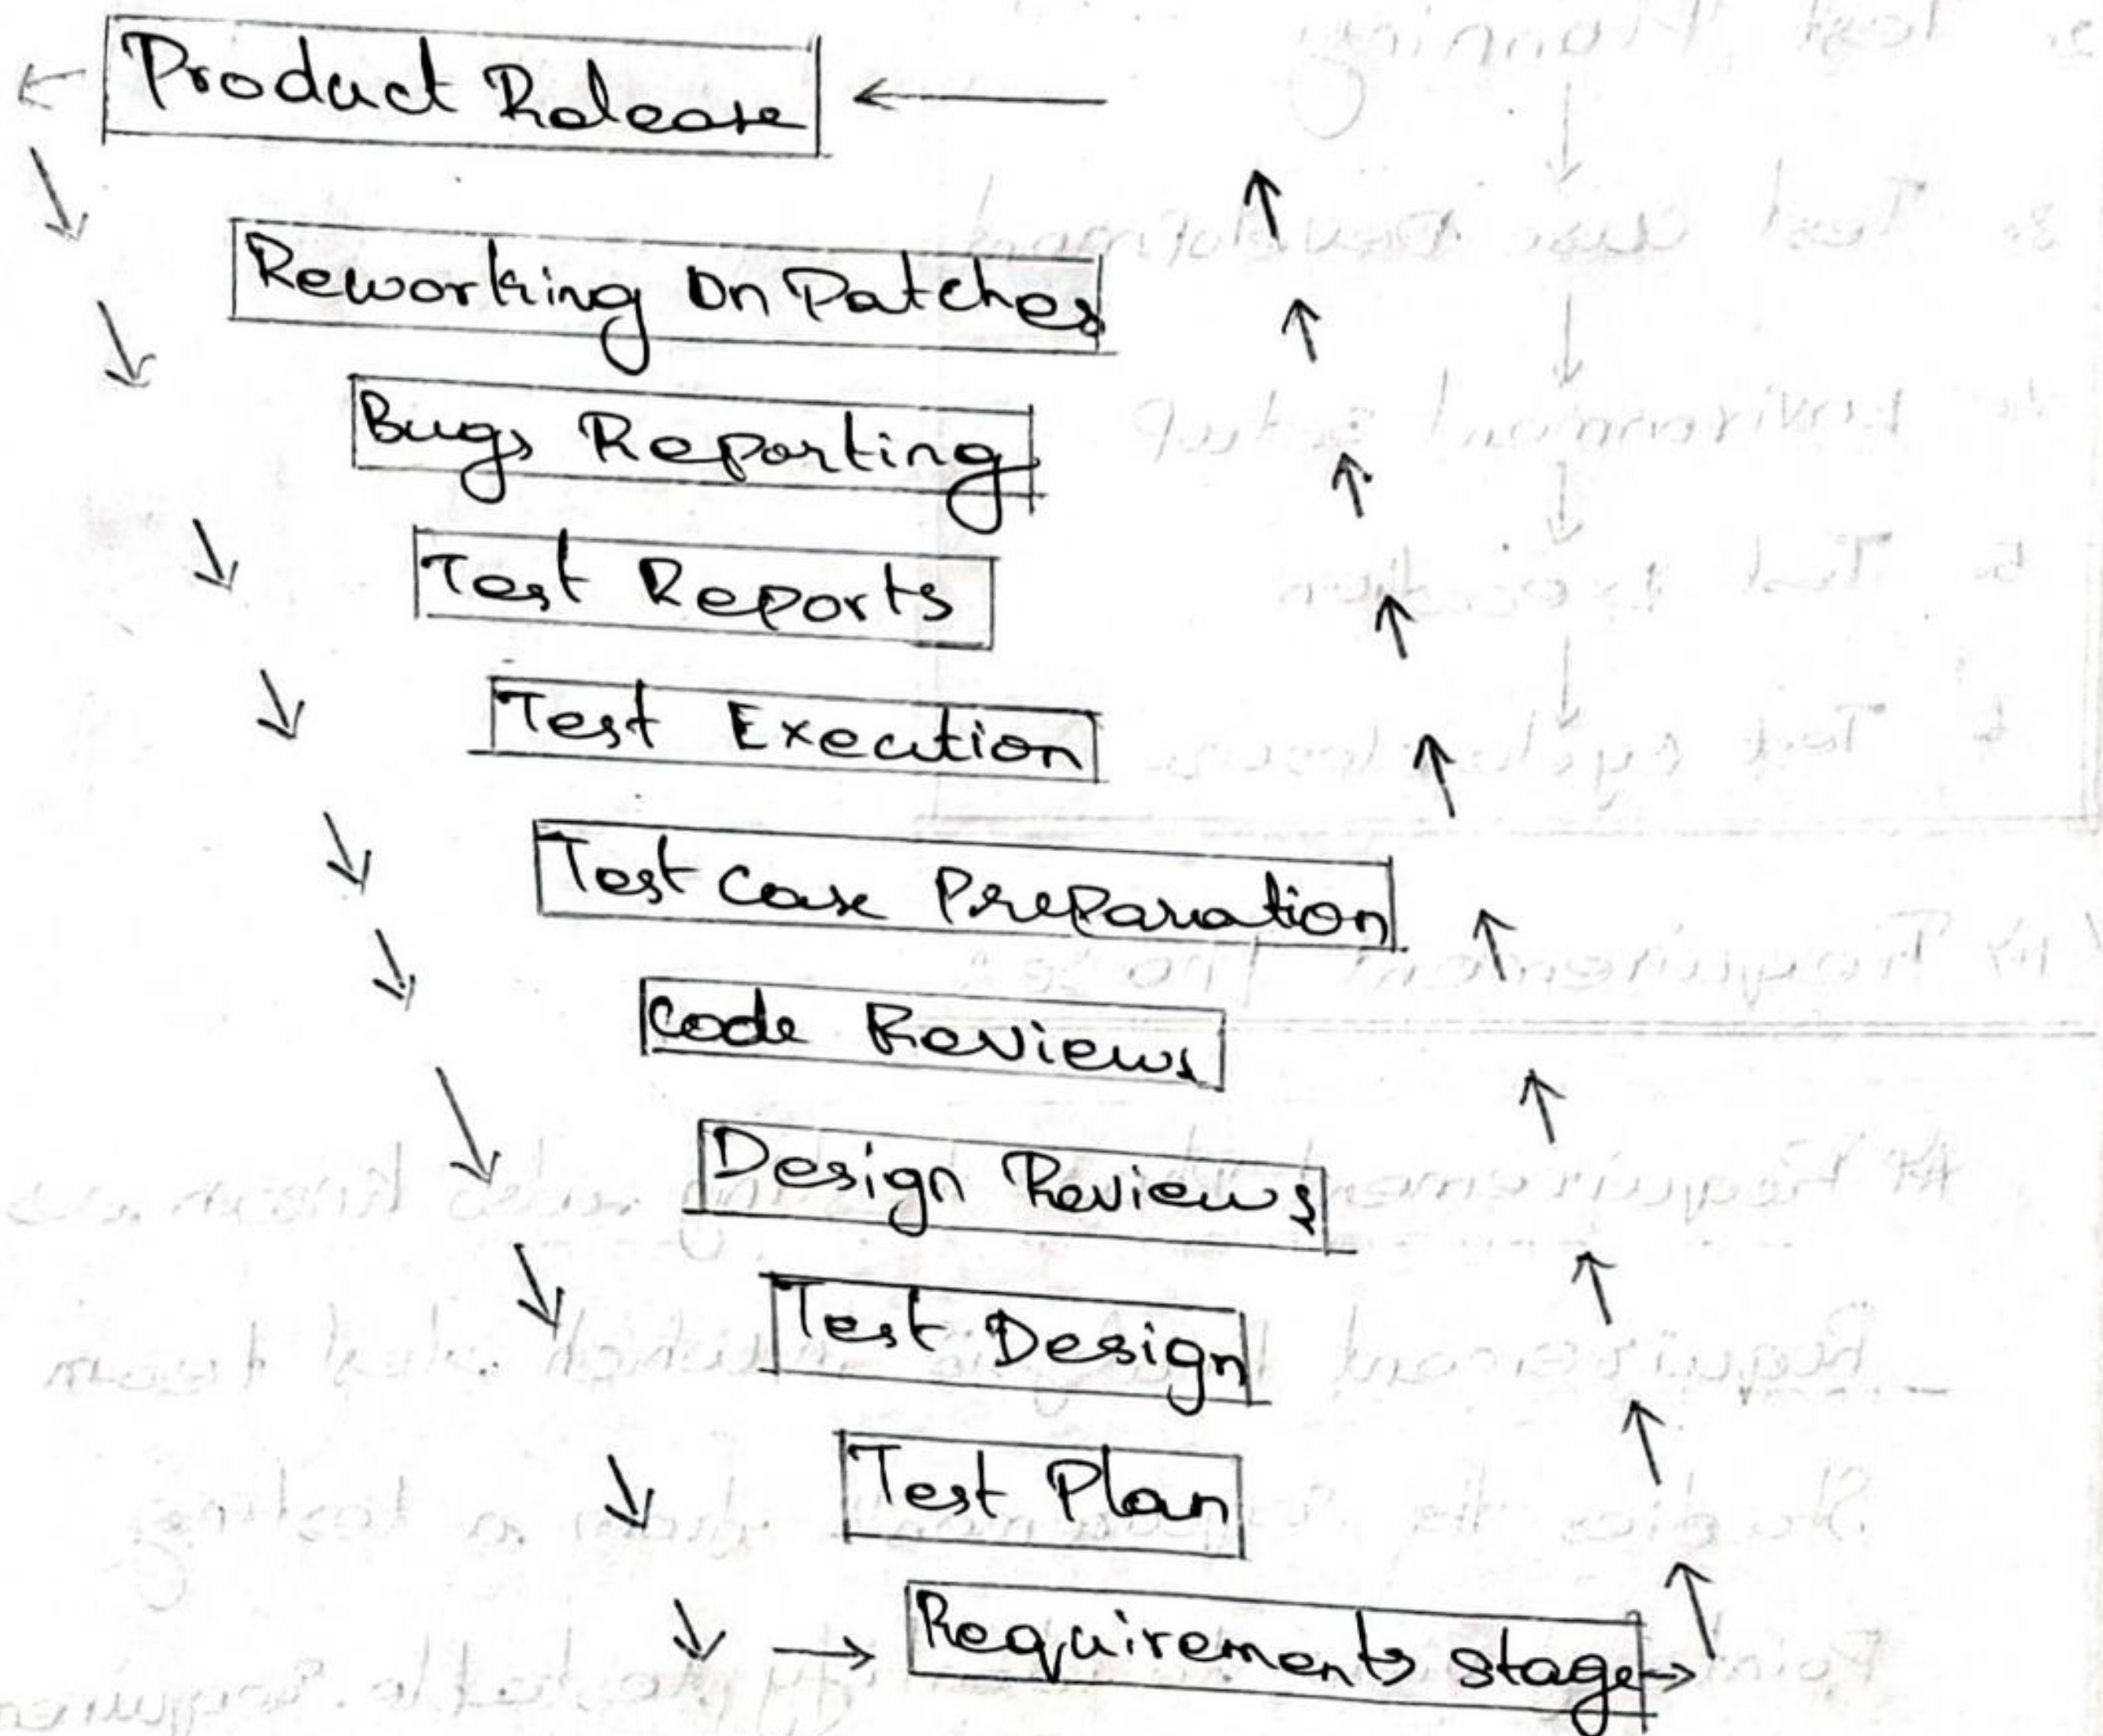 Product Release
Reworking On Patches
Bugs Reporting
Test Reports
Test Execution
Test Case Preparation
Code Reviews
Design Reviews
Test Design
Test Plan
Requirements stage